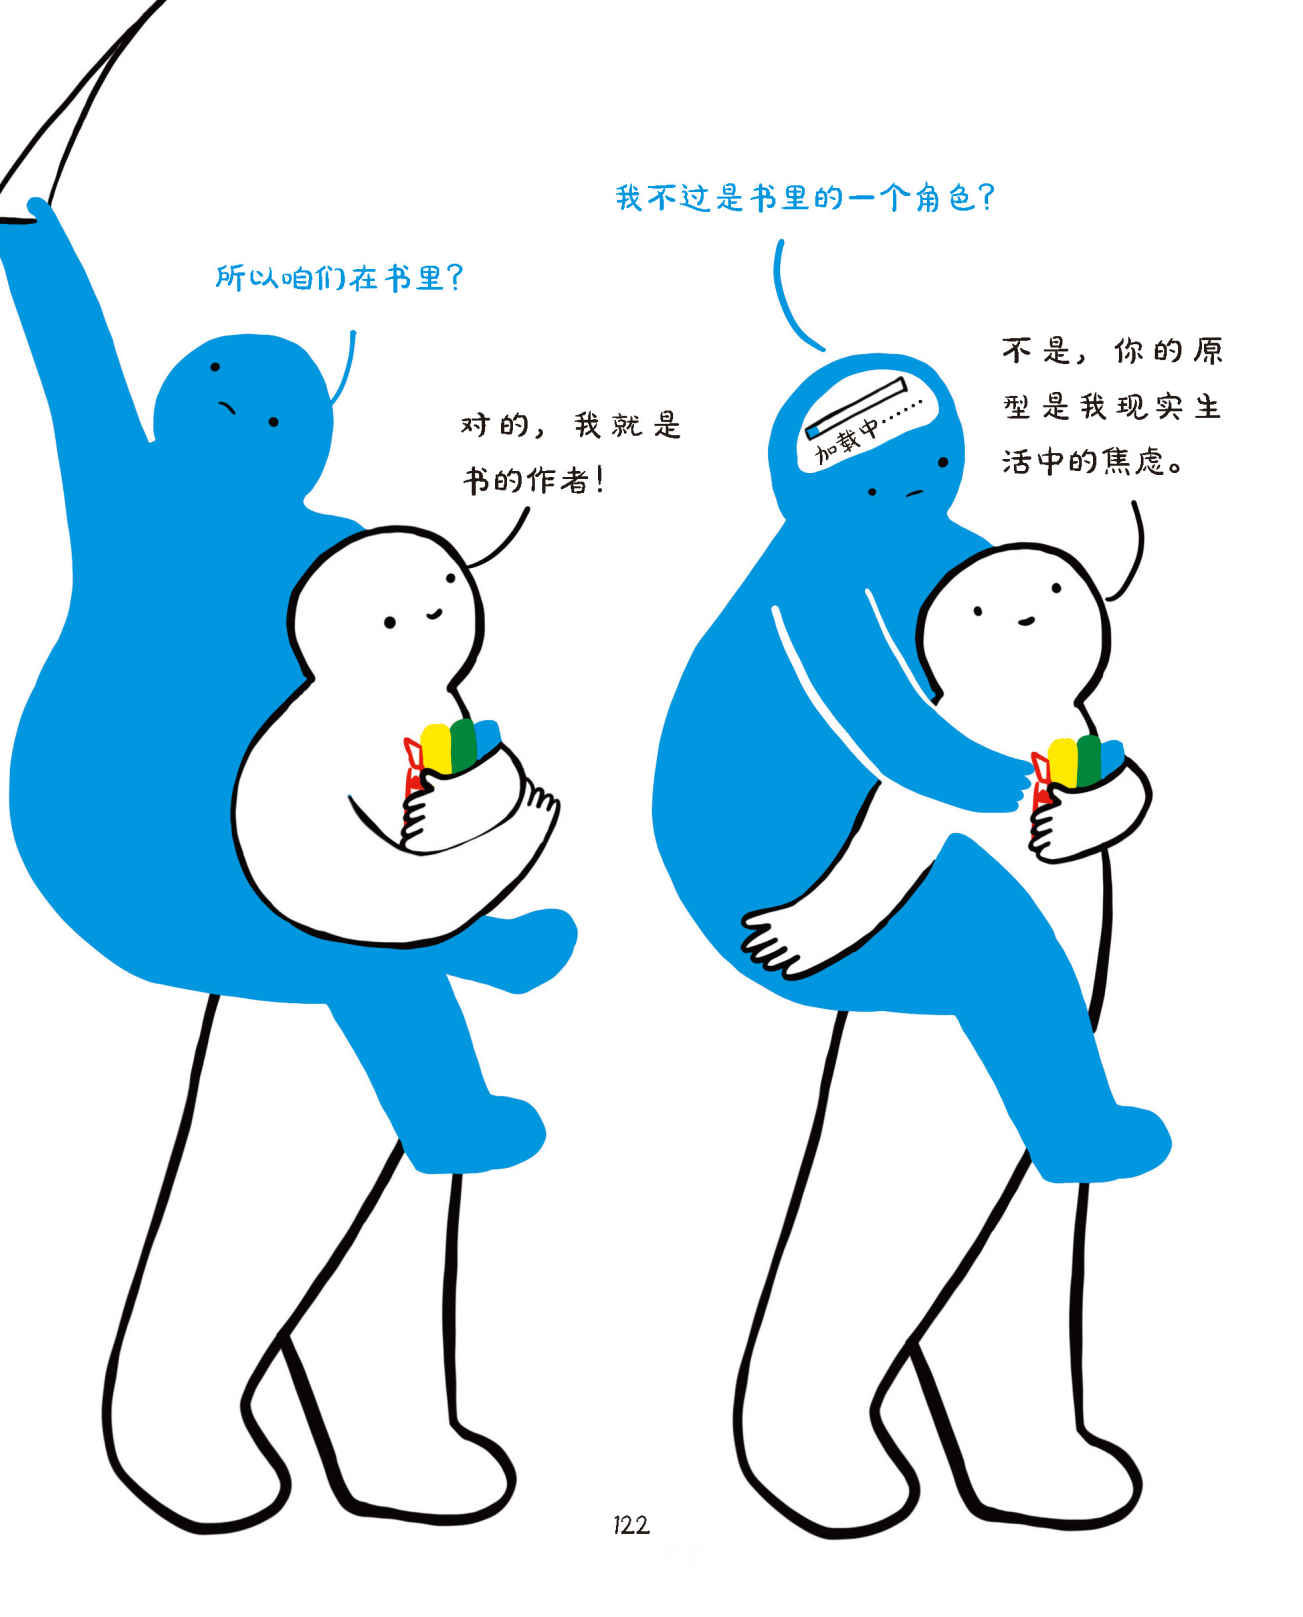 所以咱们在书里？
对的，我就是
书的作者！
我不过是书里的一个角色？
加载中……
不是，你的原
型是我现实生
活中的焦虑。
122